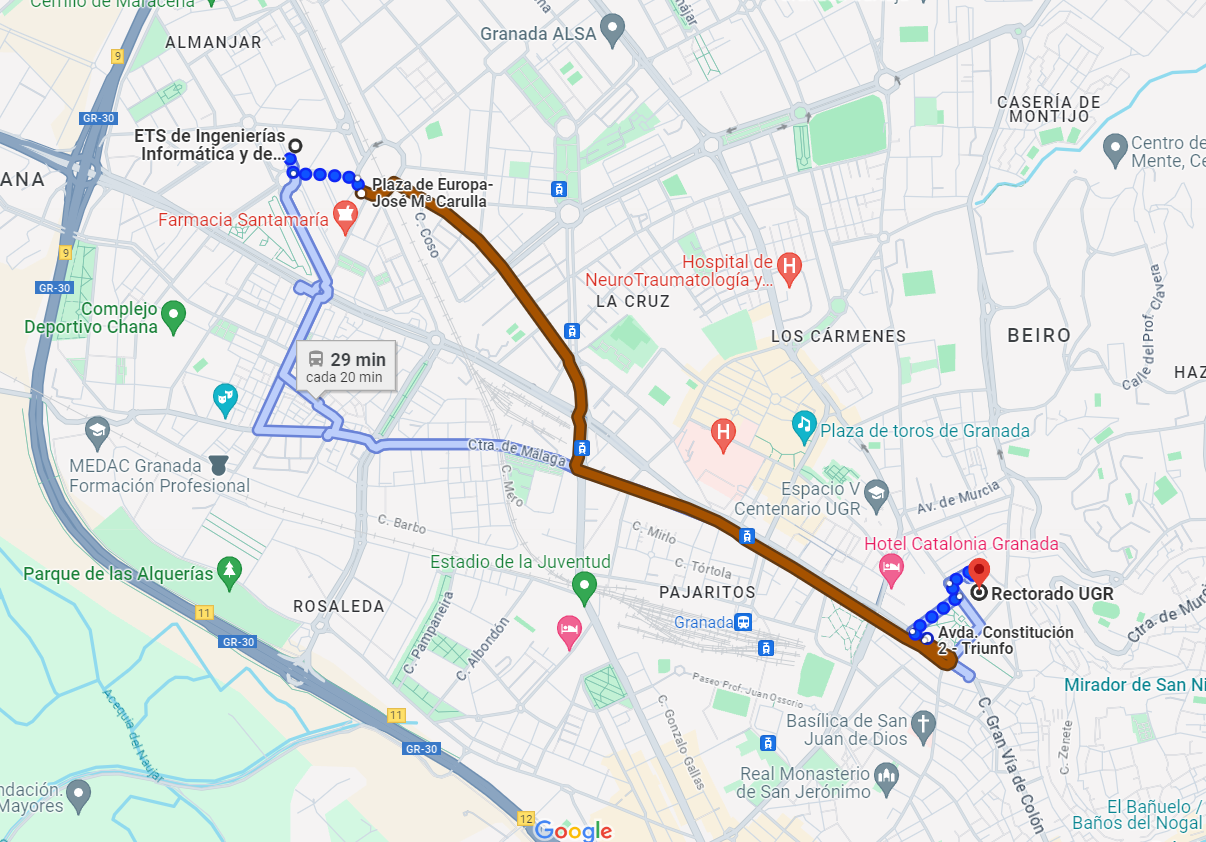 Cerrillo de Maracena
ALMANJAR
Granada ALSA
9
GR-30
CASERÍA DE
MONTIJO
ETS de Ingenierías
Informática y de...
Centro de
Mente, Ce
ANA
Plaza de Europa-
José Mª Carulla
Farmacia Santamaría
C. Coso
9
GR-30
Hospital de
NeuroTraumatología y...
LA CRUZ
Complejo
Deportivo Chana
LOS CÁRMENES
BEIRO
Calle del Prof. Clavera
HAZ
29 min
cada 20 min
Plaza de toros de Granada
Ctra. de Málaga
MEDAC Granada
Formación Profesional
C. Mero
Espacio V
Centenario UGR
Av. de Murcia
C. Barbo
C. Mirlo
C. Tórtola
Hotel Catalonia Granada
Estadio de la Juventud
Parque de las Alquerías
PAJARITOS
Rectorado UGR
ROSALEDA
11
GR-30
Granada
C. Pampaneira
C. Albondón
Avda. Constitución
2 - Triunfo
Ctra. de Mur
Paseo Prof. Juan Ossorio
Mirador de San Ni
Acequia del Naujar
11
GR-30
C. Gonzalo Gallas
Basílica de San
Juan de Dios
C. Gran Vía de Colón
C. Zenete
Real Monasterio
de San Jerónimo
ndación.
Mayores
El Bañuelo /
Baños del Nogal
12
Google